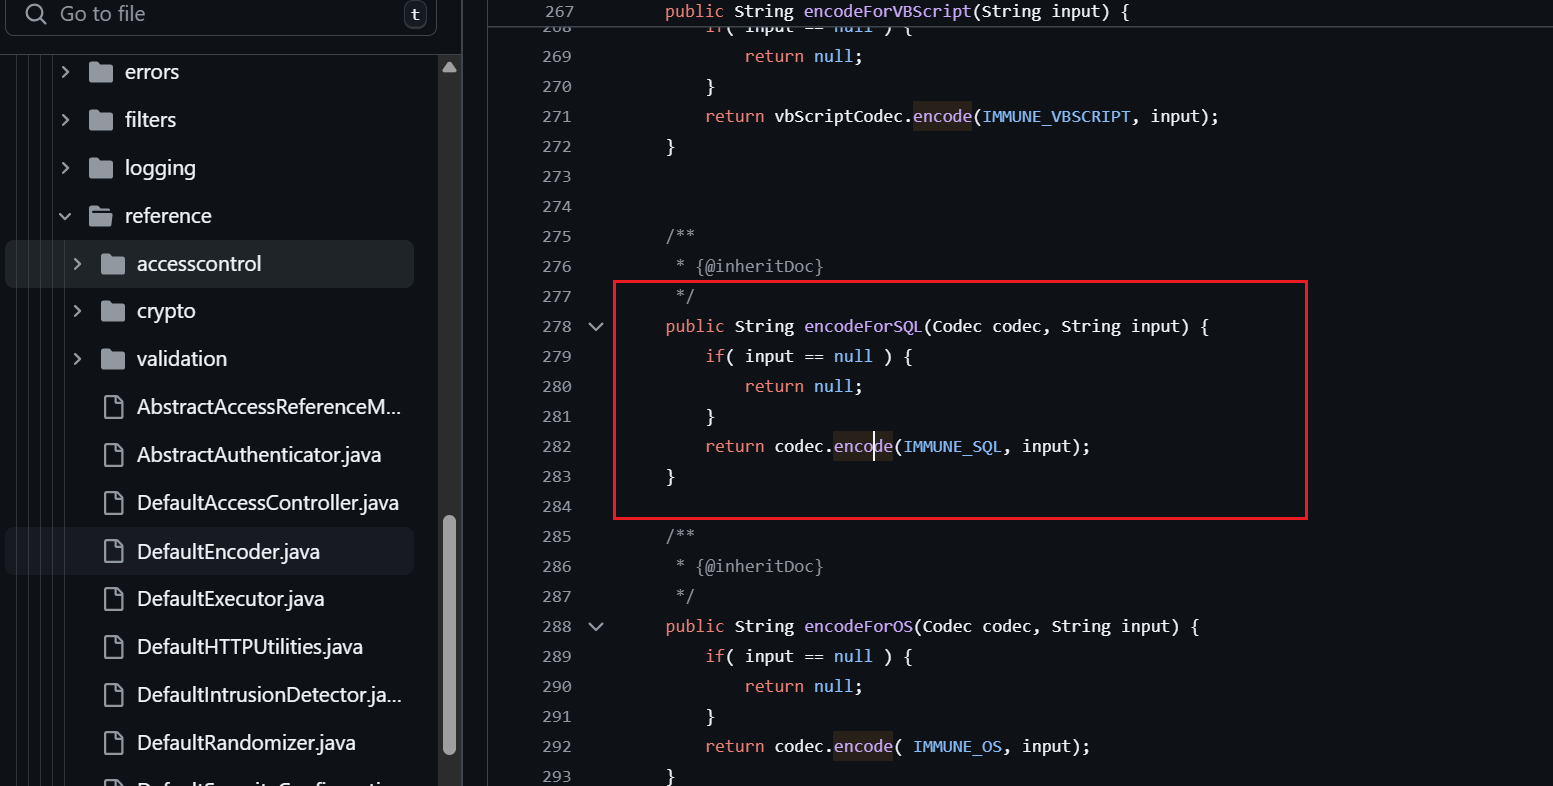 Go to file
t
errors
filters
logging
reference
accesscontrol
crypto
validation
AbstractAccessReferenceM...
AbstractAuthenticator.java
DefaultAccessController.java
DefaultEncoder.java
DefaultExecutor.java
DefaultHTTPUtilities.java
DefaultIntrusionDetector.ja...
DefaultRandomizer.java
267 public String encodeForVBScript(String input) {
268 if( input == null ) {
269 return null;
270 }
271 return vbScriptCodec.encode(IMMUNE_VBSCRIPT, input);
272 }
273
274
275 /**
276 * {@inheritDoc}
277 */
278 public String encodeForSQL(Codec codec, String input) {
279 if( input == null ) {
280 return null;
281 }
282 return codec.encode(IMMUNE_SQL, input);
283 }
284
285 /**
286 * {@inheritDoc}
287 */
288 public String encodeForOS(Codec codec, String input) {
289 if( input == null ) {
290 return null;
291 }
292 return codec.encode( IMMUNE_OS, input);
293 }